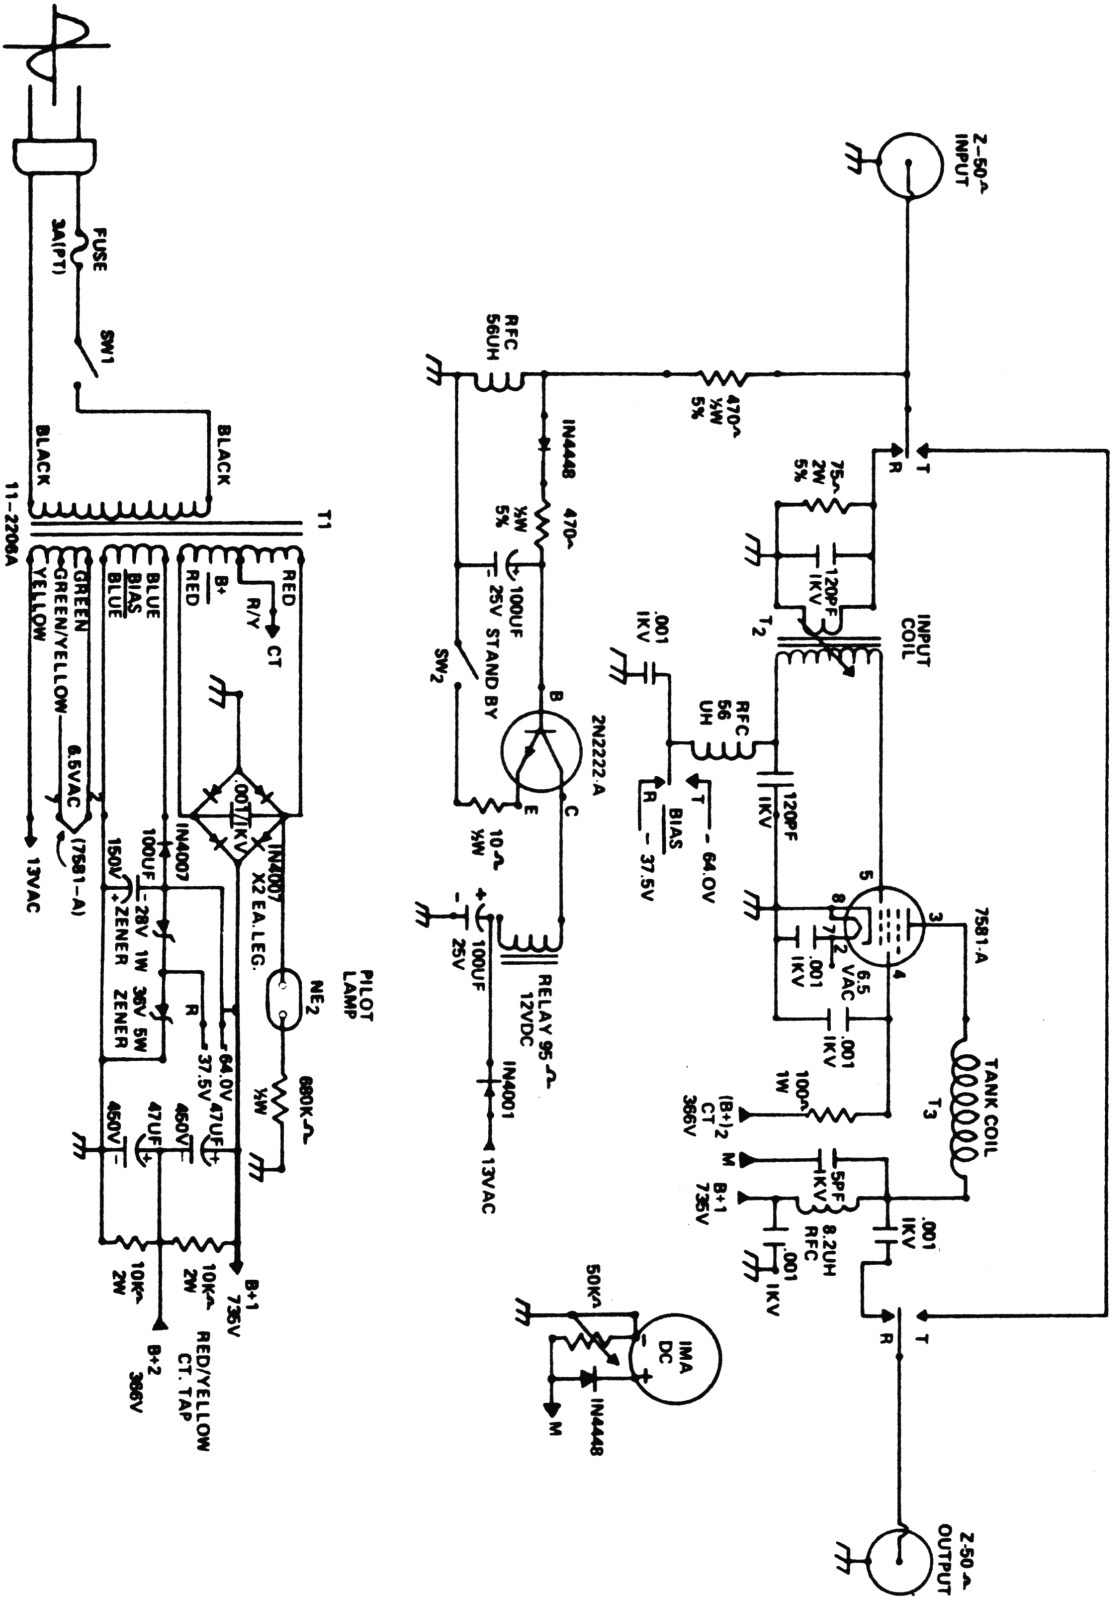 Z-50Ω
INPUT
T
R
470Ω
½W
5%
75Ω
2W
5%
120PF
1KV
T2
INPUT
COIL
120PF
1KV
RFC
56
UH
.001
1KV
T
- 64.0V
BIAS
R
- 37.5V
7581-A
5
3
4
8
7
2
6.5
VAC
.001
1KV
.001
1KV
100Ω
1W
(B+)2
CT
366V
TANK COIL
T3
M
5PF
1KV
B+1
735V
8.2UH
RFC
.001
1KV
.001
1KV
T
R
Z-50Ω
OUTPUT
RFC
56UH
IN4448
470Ω
½W
5%
100UF
25V
+
-
STAND BY
SW2
2N2222-A
B
C
E
10Ω
½W
RELAY 95Ω
12VDC
+
-
100UF
25V
IN4001
13VAC
1MA
DC
-
+
50KΩ
IN4448
M
FUSE
3A(PT)
SW1
BLACK
BLACK
T1
11-2206A
RED
R/Y
CT
B+
RED
BLUE
BIAS
BLUE
GREEN
GREEN/YELLOW
YELLOW
6.5VAC
(7581-A)
13VAC
.001/1KV
IN4007
X2 EA. LEG.
PILOT
LAMP
NE2
680KΩ
½W
IN4007
100UF
150V
-
+
28V 1W
ZENER
36V 5W
ZENER
R
64.0V
37.5V
47UF
450V
+
-
47UF
450V
+
-
10KΩ
2W
10KΩ
2W
B+1
735V
RED/YELLOW
CT. TAP
B+2
366V